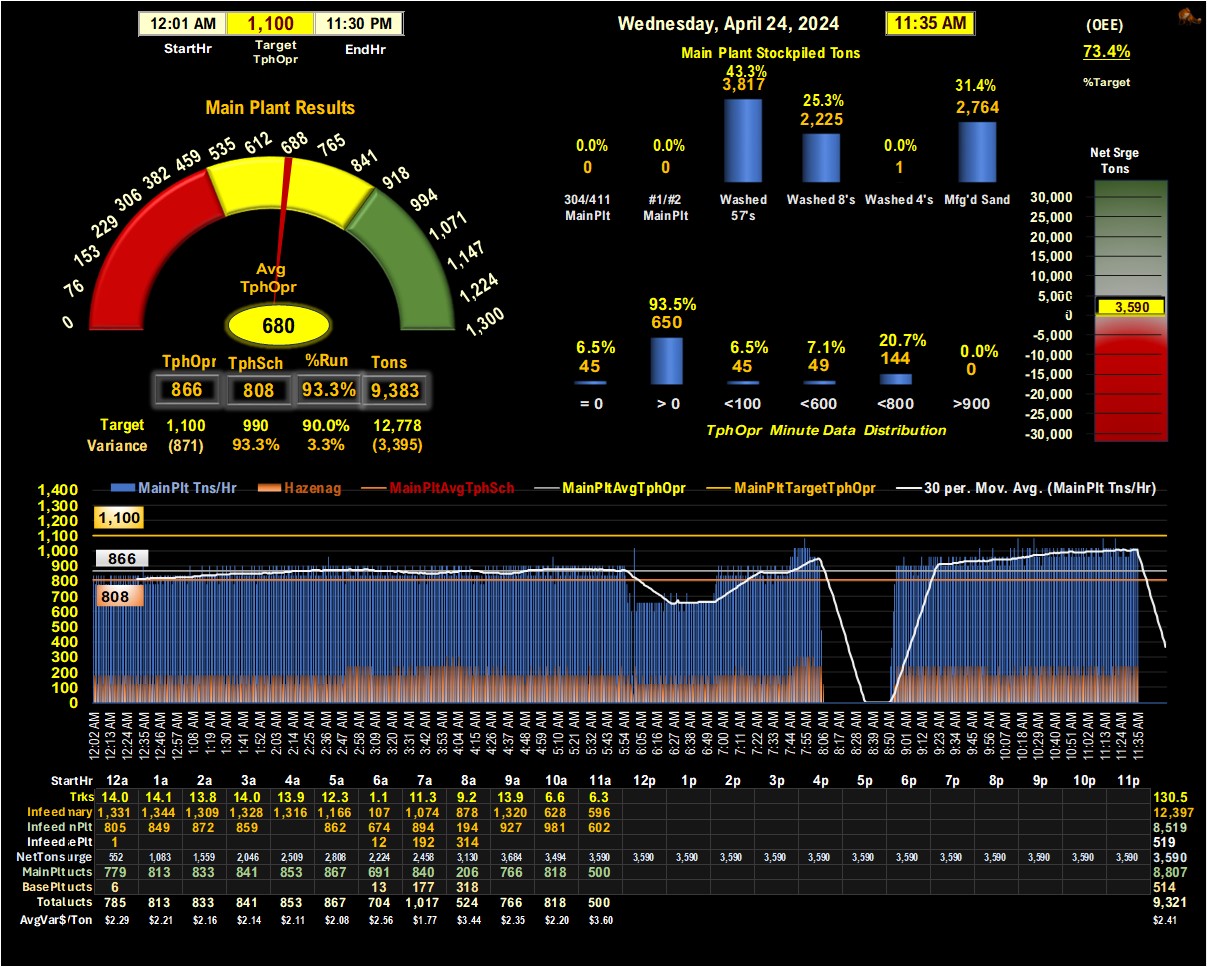 12:01 AM 1,100 11:30 PM
StartHr Target TphOpr EndHr
Wednesday, April 24, 2024 11:35 AM
(OEE)
73.4%
%Target
Main Plant Stockpiled Tons
43.3%
3,817
25.3%
2,225
31.4%
2,764
0.0% 0.0% 0.0%
0 0 1
304/411 MainPlt #1/#2 MainPlt Washed 57's Washed 8's Washed 4's Mfg'd Sand
Main Plant Results
0 76 153 229 306 382 459 535 612 688 765 841 918 994 1,071 1,147 1,224 1,300
Avg
TphOpr
680
TphOpr TphSch %Run Tons
866 808 93.3% 9,383
Target 1,100 990 90.0% 12,778
Variance (871) 93.3% 3.3% (3,395)
6.5% 93.5% 6.5% 7.1% 20.7% 0.0%
45 650 45 49 144 0
= 0 > 0 <100 <600 <800 >900
TphOpr Minute Data Distribution
Net Srge
Tons
30,000
25,000
20,000
15,000
10,000
5,000
3,590
0
-5,000
-10,000
-15,000
-20,000
-25,000
-30,000
MainPlt Tns/Hr Hazenag MainPltAvgTphSch MainPltAvgTphOpr MainPltTargetTphOpr 30 per. Mov. Avg. (MainPlt Tns/Hr)
1,400
1,300
1,200
1,100
1,000
900
800
700
600
500
400
300
200
100
0
1,100
866
808
12:02 AM 12:13 AM 12:24 AM 12:35 AM 12:46 AM 12:57 AM 1:08 AM 1:19 AM 1:30 AM 1:41 AM 1:52 AM 2:03 AM 2:14 AM 2:25 AM 2:36 AM 2:47 AM 2:58 AM 3:09 AM 3:20 AM 3:31 AM 3:42 AM 3:53 AM 4:04 AM 4:15 AM 4:26 AM 4:37 AM 4:48 AM 4:59 AM 5:10 AM 5:21 AM 5:32 AM 5:43 AM 5:54 AM 6:05 AM 6:16 AM 6:27 AM 6:38 AM 6:49 AM 7:00 AM 7:11 AM 7:22 AM 7:33 AM 7:44 AM 7:55 AM 8:06 AM 8:17 AM 8:28 AM 8:39 AM 8:50 AM 9:01 AM 9:12 AM 9:23 AM 9:34 AM 9:45 AM 9:56 AM 10:07 AM 10:18 AM 10:29 AM 10:40 AM 10:51 AM 11:02 AM 11:13 AM 11:24 AM 11:35 AM
StartHr 12a 1a 2a 3a 4a 5a 6a 7a 8a 9a 10a 11a 12p 1p 2p 3p 4p 5p 6p 7p 8p 9p 10p 11p
Trks 14.0 14.1 13.8 14.0 13.9 12.3 1.1 11.3 9.2 13.9 6.6 6.3 130.5
Infeed mary 1,331 1,344 1,309 1,328 1,316 1,166 107 1,074 878 1,320 628 596 12,397
Infeed nPlt 805 849 872 859 862 674 894 194 927 981 602 8,519
Infeed ePlt 1 12 192 314 519
NetTons urge 552 1,083 1,559 2,046 2,509 2,808 2,224 2,458 3,130 3,684 3,494 3,590 3,590 3,590 3,590 3,590 3,590 3,590 3,590 3,590 3,590 3,590 3,590 3,590 3,590
MainPlt ucts 779 813 833 841 853 867 691 840 206 766 818 500 8,807
BasePlt ucts 6 13 177 318 514
Total ucts 785 813 833 841 853 867 704 1,017 524 766 818 500 9,321
AvgVar$/Ton $2.29 $2.21 $2.16 $2.14 $2.11 $2.08 $2.56 $1.77 $3.44 $2.35 $2.20 $3.60 $2.41